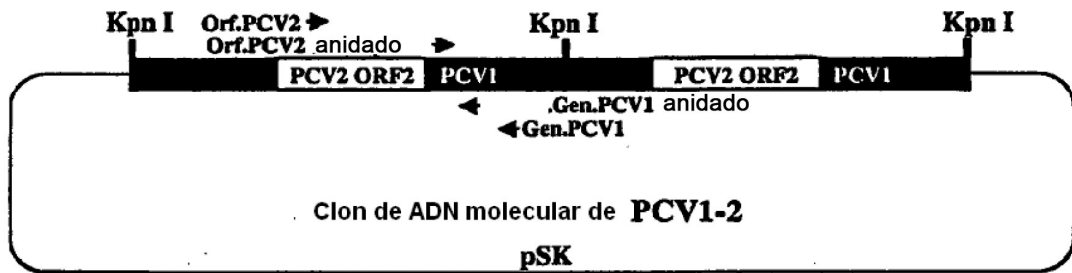 Kpn I Orf.PCV2 Kpn I Kpn I
Orf.PCV2 anidado
PCV2 ORF2 PCV1 PCV2 ORF2 PCV1
.Gen.PCV1 anidado
Gen.PCV1
Clon de ADN molecular de PCV1-2
pSK